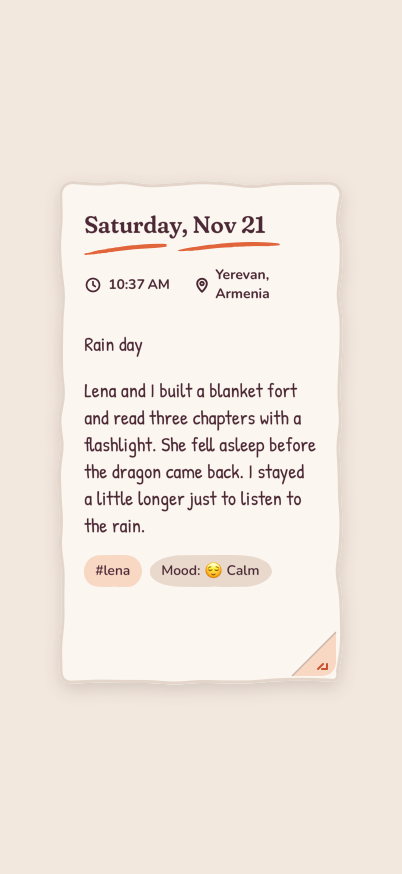 Saturday, Nov 21
10:37 AM
Yerevan,
Armenia
Rain day
Lena and I built a blanket fort
and read three chapters with a
flashlight. She fell asleep before
the dragon came back. I stayed
a little longer just to listen to
the rain.
#lena
Mood: 😌 Calm